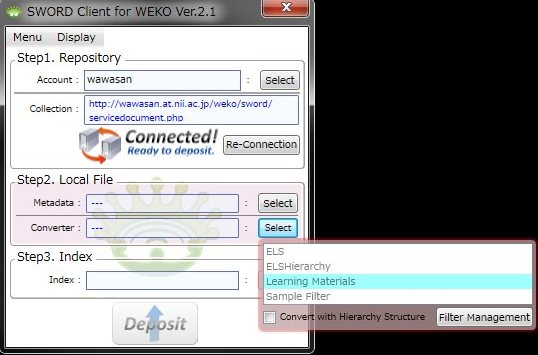 SWORD Client for WEKO Ver.2.1
X
Menu Display
Step1. Repository
Account : wawasan : Select
Collection : http://wawasan.at.nii.ac.jp/weko/sword/
servicedocument.php
Connected!
Ready to deposit.
Re-Connection
Step2. Local File
Metadata : --- : Select
Converter : --- : Select
ELS
ELSHierarchy
Learning Materials
Sample Filter
Convert with Hierarchy Structure Filter Management
Step3. Index
Index : :
Deposit